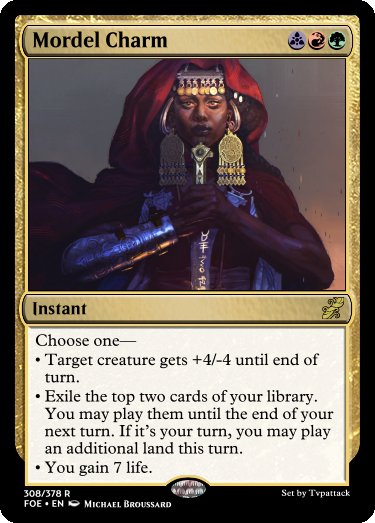 Mordel Charm
Instant
Choose one—
• Target creature gets +4/-4 until end of
turn.
• Exile the top two cards of your library.
You may play them until the end of your
next turn. If it's your turn, you may play
an additional land this turn.
• You gain 7 life.
308/378 R
FOE • EN Michael Broussard
Set by Tvpattack